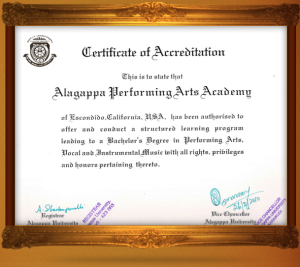 Certificate of Accreditation
This is to state that
Alagappa Performing Arts Academy
of Escondido,California, USA, has been authorised to
offer and conduct a structured learning program
leading to a Bachelor's Degree in Performing Arts,
Vocal and Instrumental Music with all rights, privileges
and honors pertaining thereto.
Registrar
Alagappa University
Vice Chancellor
Alagappa University